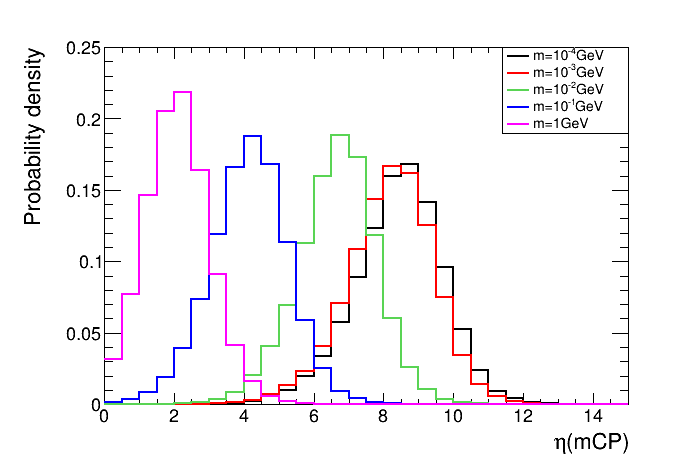 Probability density
0.25
0.2
0.15
0.1
0.05
0
0 2 4 6 8 10 12 14
η(mCP)
m=10⁻⁴GeV
m=10⁻³GeV
m=10⁻²GeV
m=10⁻¹GeV
m=1GeV